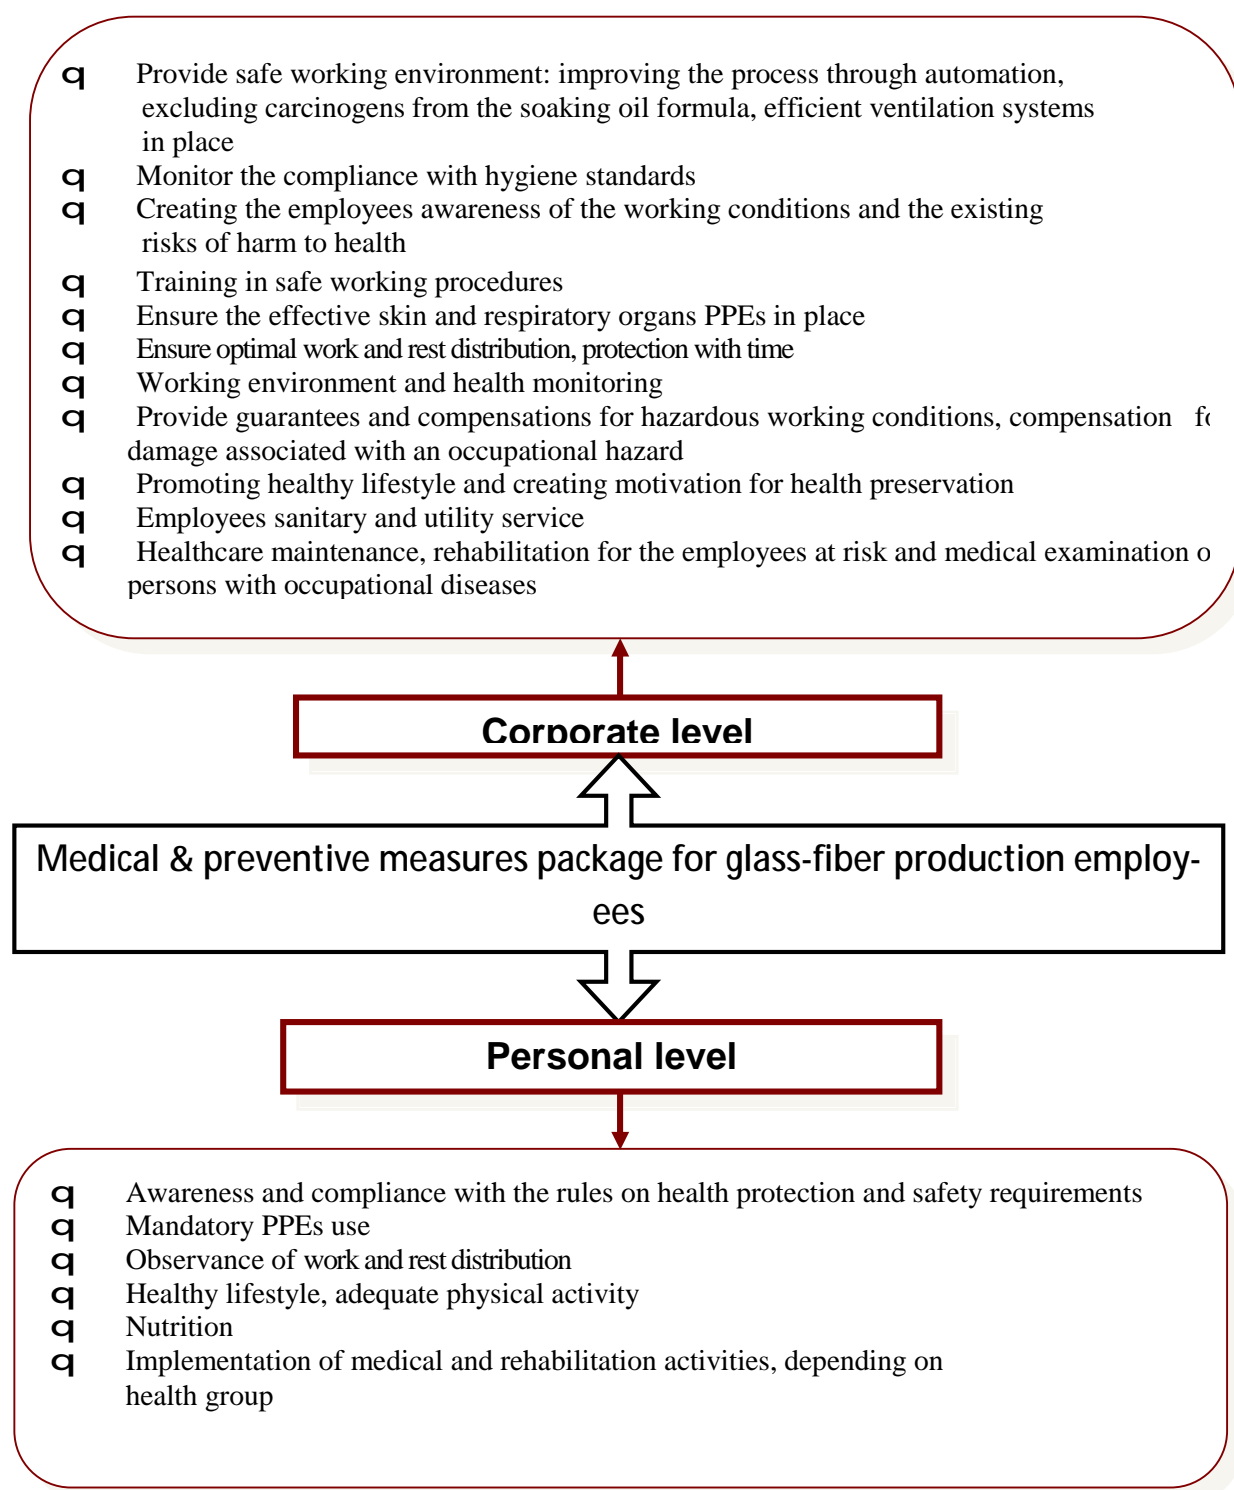 q Provide safe working environment: improving the process through automation,
excluding carcinogens from the soaking oil formula, efficient ventilation systems
in place
q Monitor the compliance with hygiene standards
q Creating the employees awareness of the working conditions and the existing
risks of harm to health
q Training in safe working procedures
q Ensure the effective skin and respiratory organs PPEs in place
q Ensure optimal work and rest distribution, protection with time
q Working environment and health monitoring
q Provide guarantees and compensations for hazardous working conditions, compensation
damage associated with an occupational hazard
q Promoting healthy lifestyle and creating motivation for health preservation
q Employees sanitary and utility service
q Healthcare maintenance, rehabilitation for the employees at risk and medical examination
persons with occupational diseases
Corporate level
Medical & preventive measures package for glass-fiber production employ-
ees
Personal level
q Awareness and compliance with the rules on health protection and safety requirements
q Mandatory PPEs use
q Observance of work and rest distribution
q Healthy lifestyle, adequate physical activity
q Nutrition
q Implementation of medical and rehabilitation activities, depending on
health group